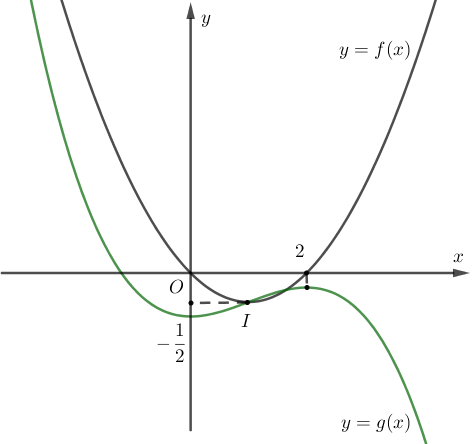 y
y = f(x)
2
x
O
I
-1/2
y = g(x)